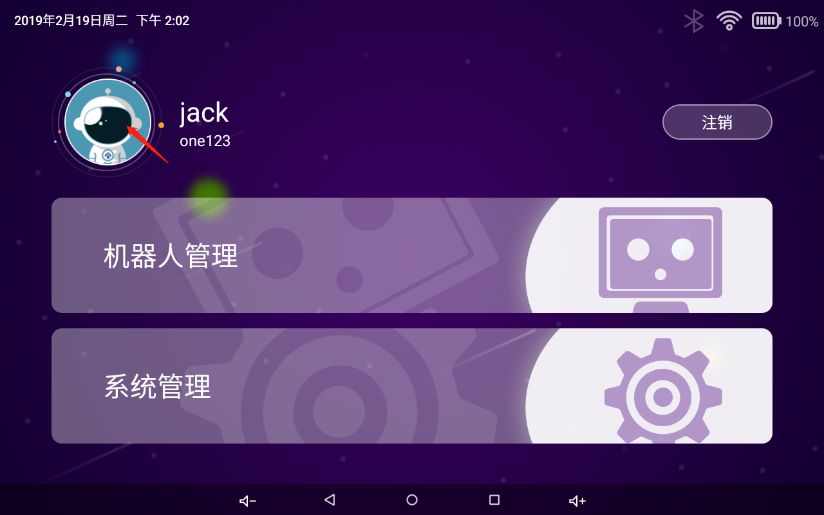 2019年2月19日周二 下午 2:02
100%
jack
one123
注销
机器人管理
系统管理